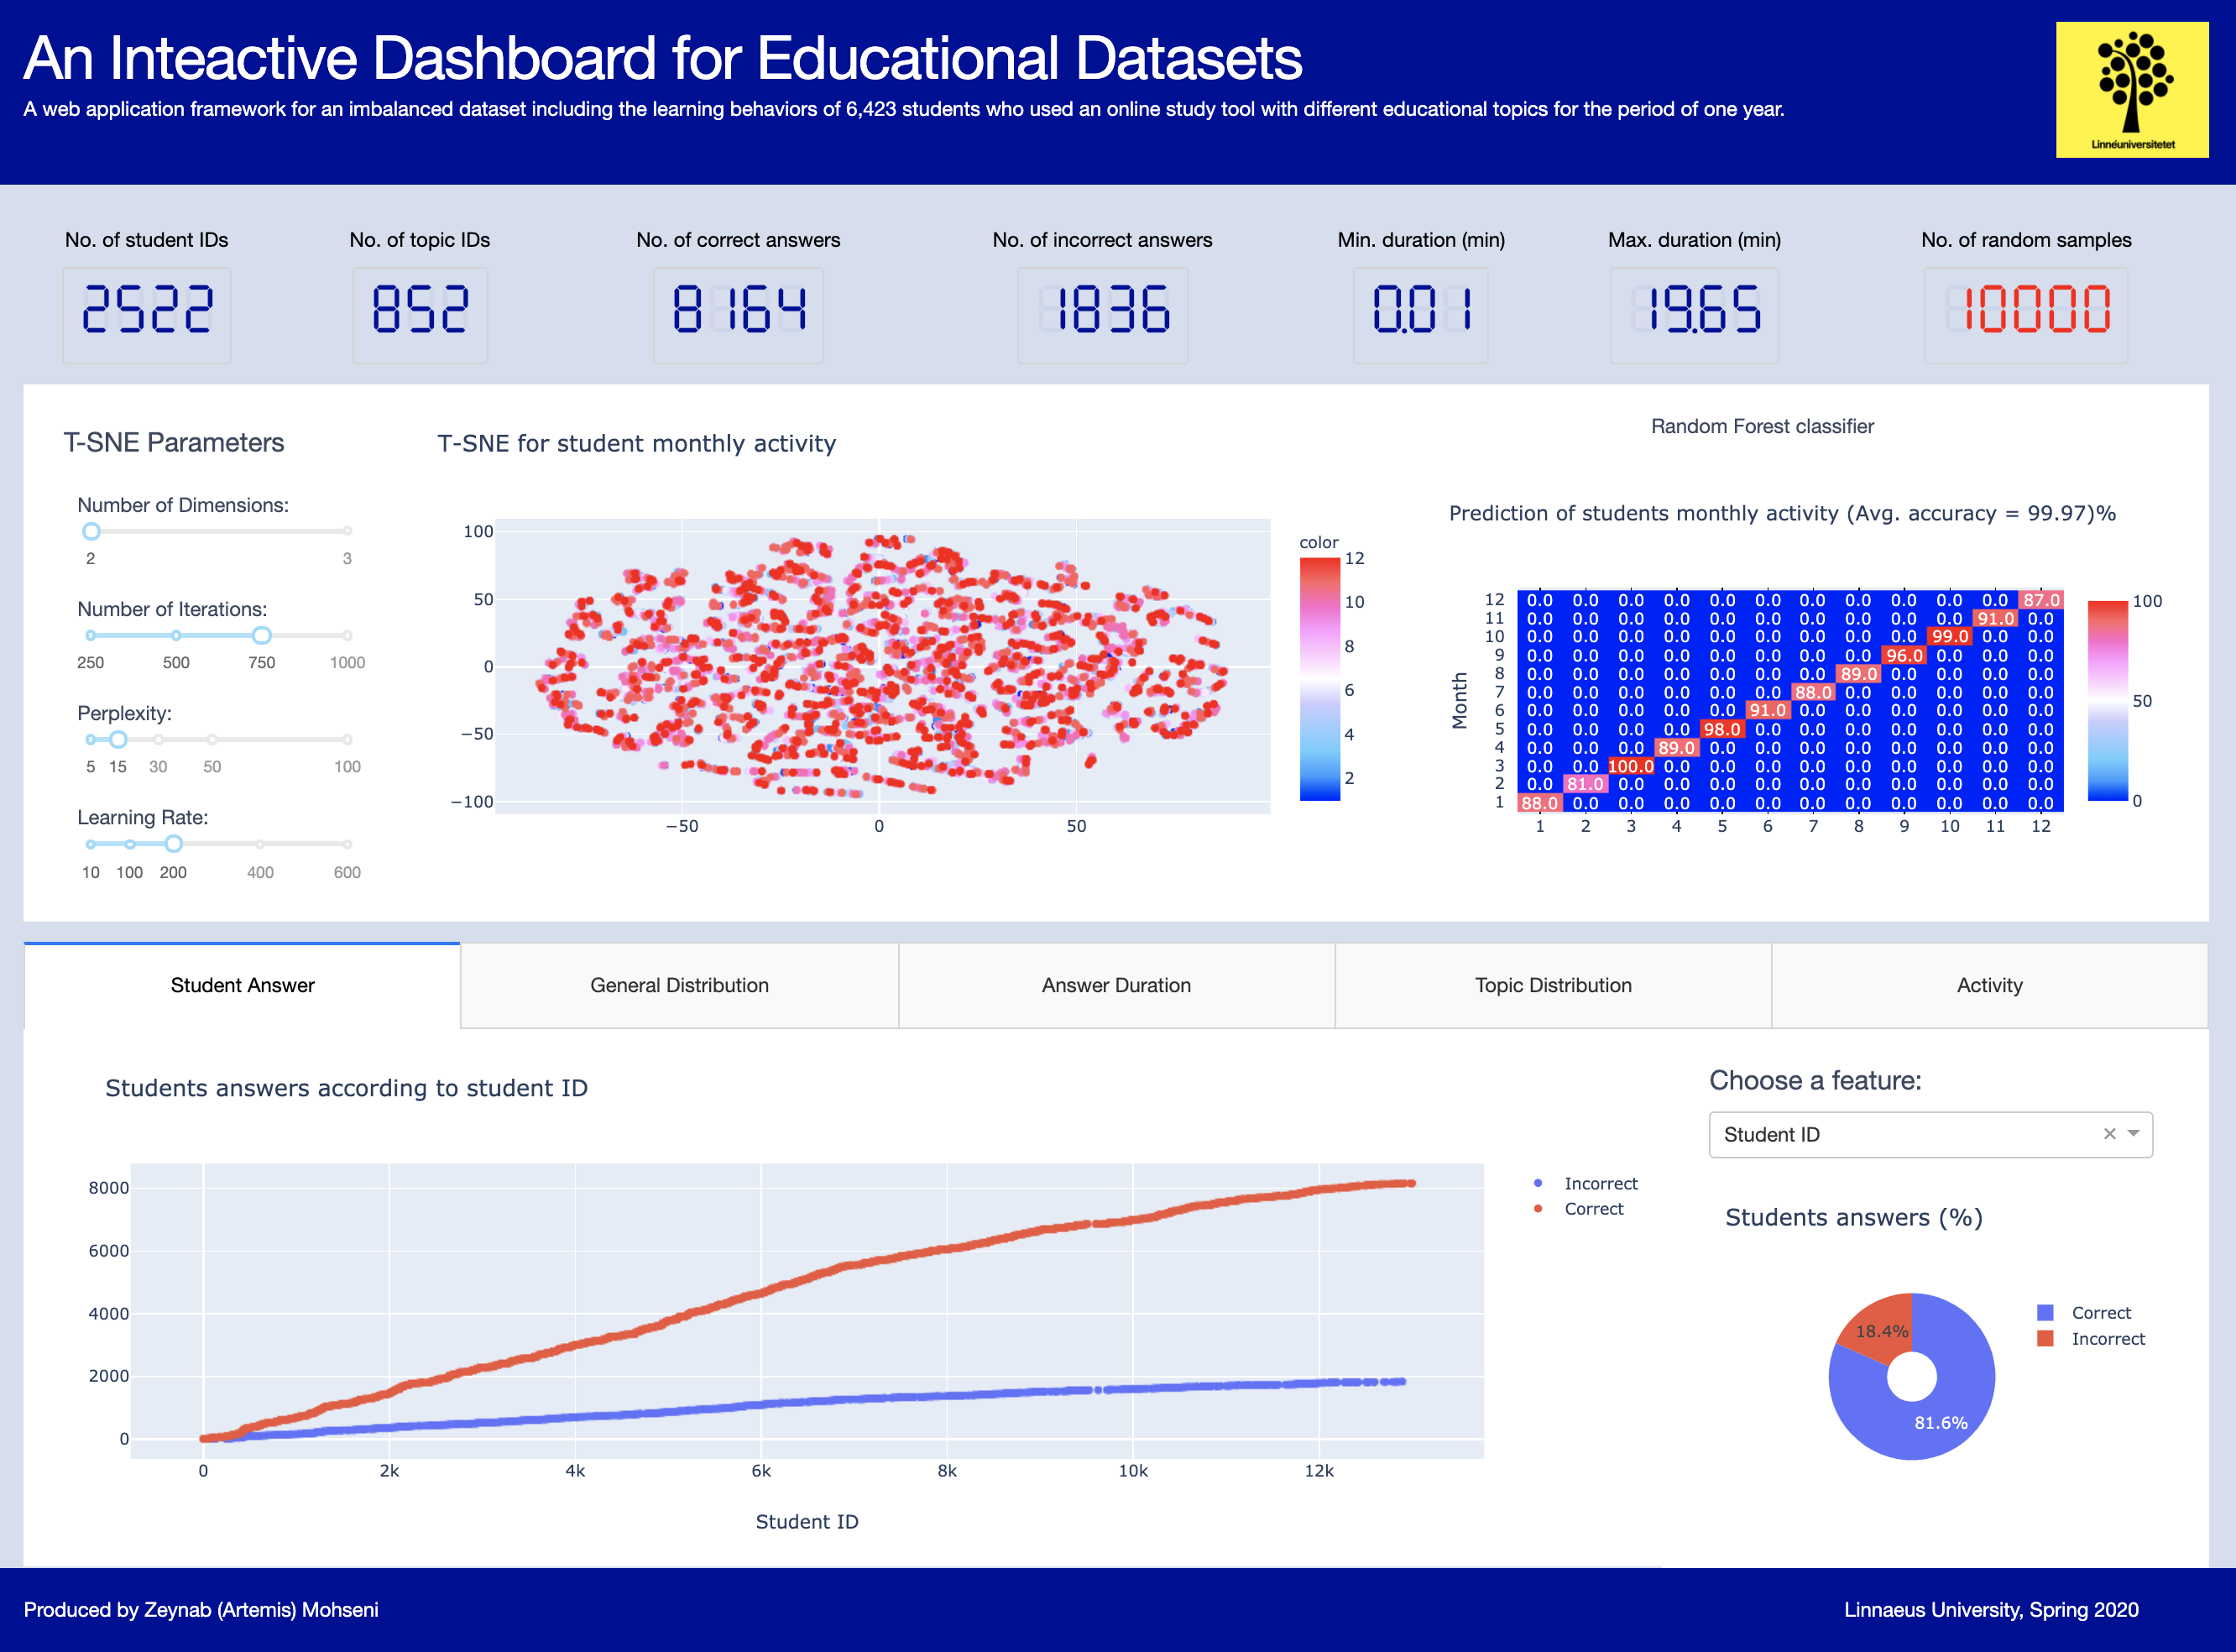 An Inteactive Dashboard for Educational Datasets
A web application framework for an imbalanced dataset including the learning behaviors of 6,423 students who used an online study tool with different educational topics for the period of one year.
Linnéuniversitetet
No. of student IDs
2522
No. of topic IDs
852
No. of correct answers
8164
No. of incorrect answers
1836
Min. duration (min)
0.01
Max. duration (min)
19.65
No. of random samples
10000
T-SNE Parameters
Number of Dimensions:
2 3
Number of Iterations:
250 500 750 1000
Perplexity:
5 15 30 50 100
Learning Rate:
10 100 200 400 600
T-SNE for student monthly activity
100
50
0
−50
−100
−50 0 50
color
12
10
8
6
4
2
Random Forest classifier
Prediction of students monthly activity (Avg. accuracy = 99.97)%
Month
12 0.0 0.0 0.0 0.0 0.0 0.0 0.0 0.0 0.0 0.0 0.0 87.0
11 0.0 0.0 0.0 0.0 0.0 0.0 0.0 0.0 0.0 0.0 91.0 0.0
10 0.0 0.0 0.0 0.0 0.0 0.0 0.0 0.0 0.0 99.0 0.0 0.0
9 0.0 0.0 0.0 0.0 0.0 0.0 0.0 0.0 96.0 0.0 0.0 0.0
8 0.0 0.0 0.0 0.0 0.0 0.0 0.0 89.0 0.0 0.0 0.0 0.0
7 0.0 0.0 0.0 0.0 0.0 0.0 88.0 0.0 0.0 0.0 0.0 0.0
6 0.0 0.0 0.0 0.0 0.0 91.0 0.0 0.0 0.0 0.0 0.0 0.0
5 0.0 0.0 0.0 0.0 98.0 0.0 0.0 0.0 0.0 0.0 0.0 0.0
4 0.0 0.0 0.0 89.0 0.0 0.0 0.0 0.0 0.0 0.0 0.0 0.0
3 0.0 0.0 100.0 0.0 0.0 0.0 0.0 0.0 0.0 0.0 0.0 0.0
2 0.0 81.0 0.0 0.0 0.0 0.0 0.0 0.0 0.0 0.0 0.0 0.0
1 88.0 0.0 0.0 0.0 0.0 0.0 0.0 0.0 0.0 0.0 0.0 0.0
1 2 3 4 5 6 7 8 9 10 11 12
100
50
0
Student Answer
General Distribution
Answer Duration
Topic Distribution
Activity
Students answers according to student ID
8000
6000
4000
2000
0
0 2k 4k 6k 8k 10k 12k
Student ID
Incorrect
Correct
Choose a feature:
Student ID × 
Students answers (%)
18.4%
81.6%
Correct
Incorrect
Produced by Zeynab (Artemis) Mohseni
Linnaeus University, Spring 2020